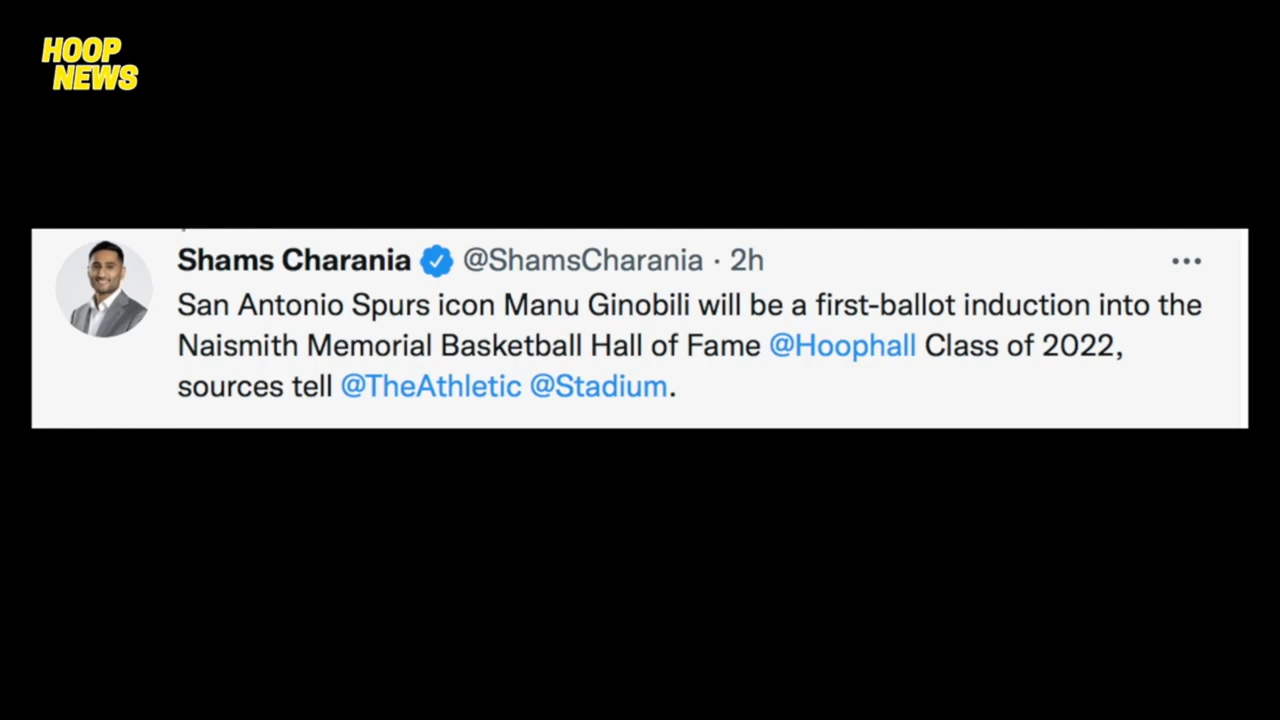 HOOP
NEWS
Shams Charania @ShamsCharania · 2h
San Antonio Spurs icon Manu Ginobili will be a first-ballot induction into the
Naismith Memorial Basketball Hall of Fame @Hoophall Class of 2022,
sources tell @TheAthletic @Stadium.